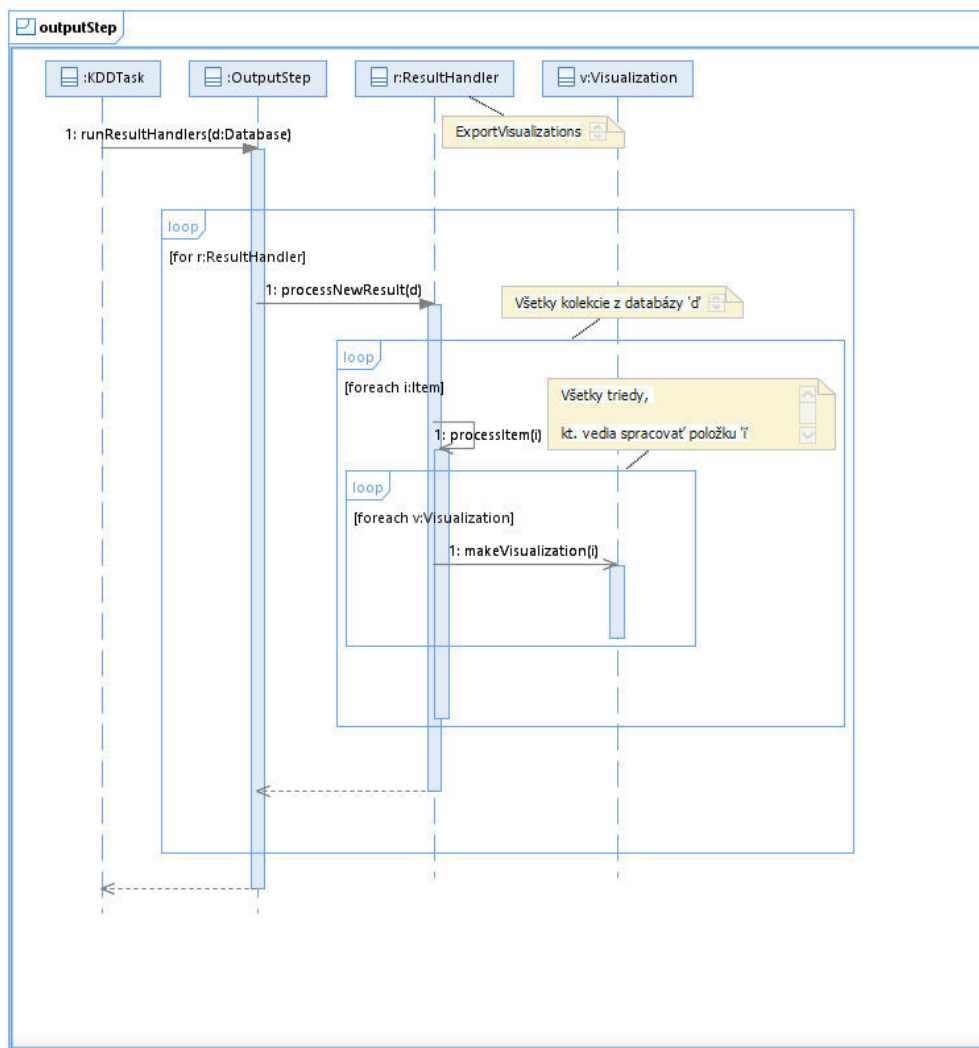 outputStep
:KDDTask
:OutputStep
r:ResultHandler
v:Visualization
ExportVisualizations
1: runResultHandlers(d:Database)
loop
[for r:ResultHandler]
1: processNewResult(d)
Všetky kolekcie z databázy 'd'
loop
[foreach i:Item]
Všetky triedy,
kt. vedia spracovať položku 'i'
1: processItem(i)
loop
[foreach v:Visualization]
1: makeVisualization(i)